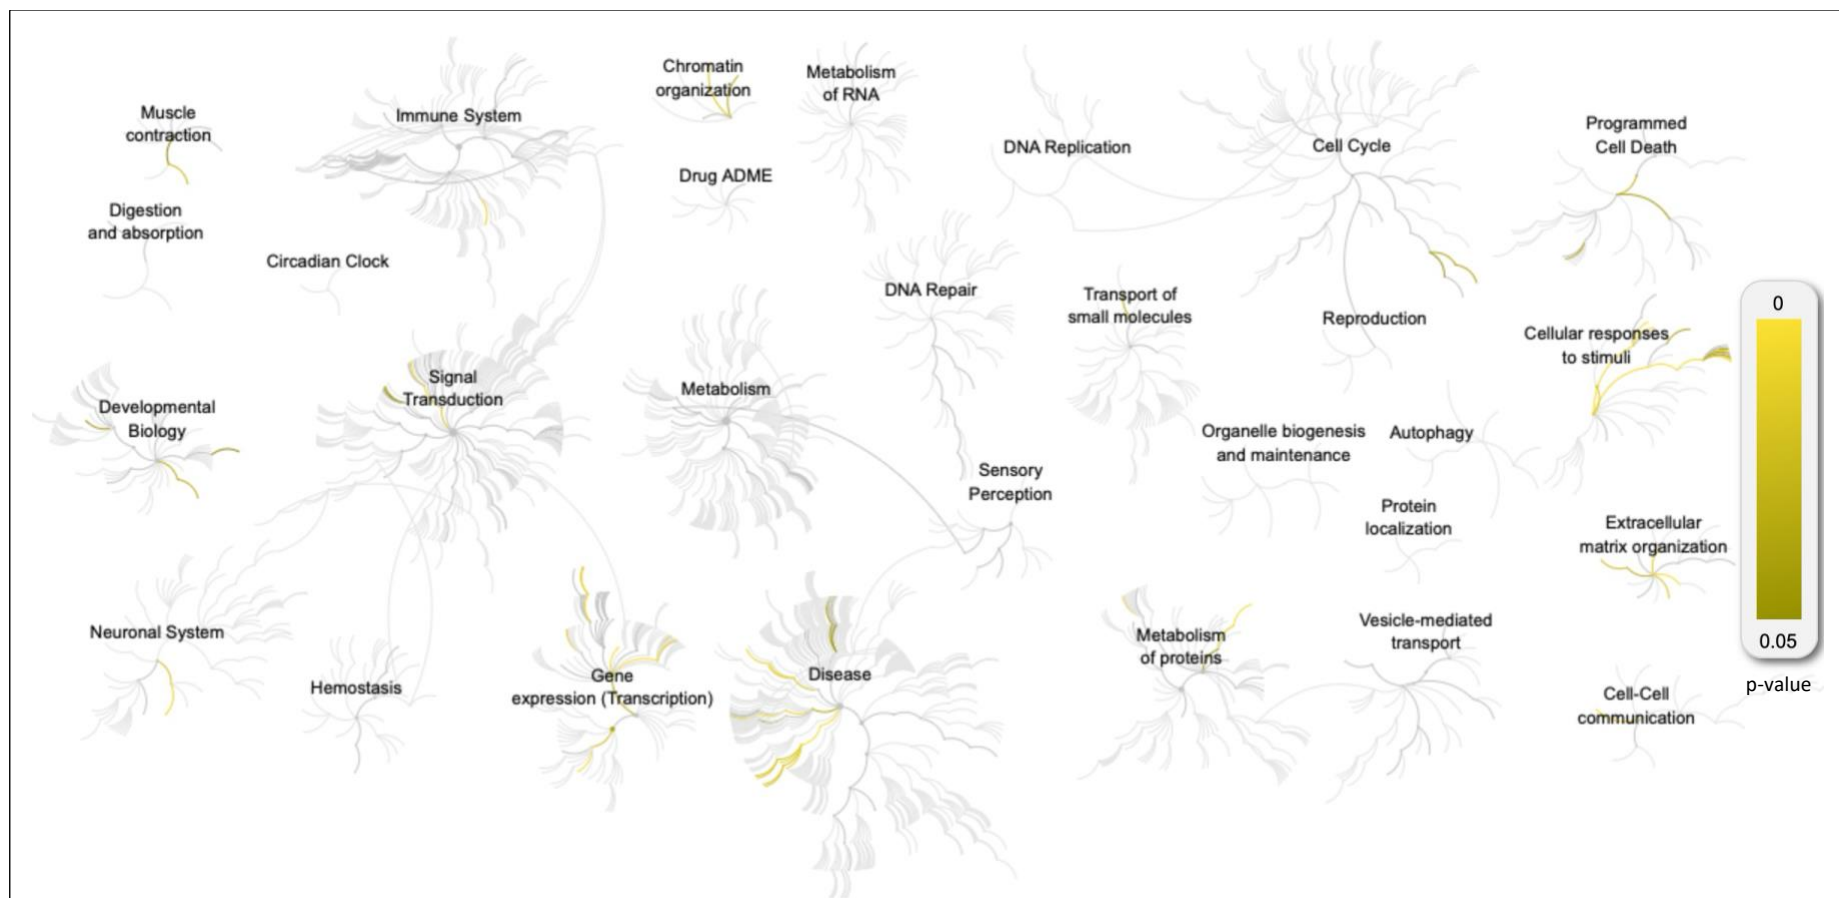 Chromatin
organization
Metabolism
of RNA
Muscle
contraction
Immune System
DNA Replication
Cell Cycle
Programmed
Cell Death
Drug ADME
Digestion
and absorption
Circadian Clock
DNA Repair
Transport of
small molecules
Reproduction
Cellular responses
to stimuli
0
0.05
p-value
Signal
Transduction
Metabolism
Developmental
Biology
Organelle biogenesis
and maintenance
Autophagy
Sensory
Perception
Protein
localization
Extracellular
matrix organization
Neuronal System
Hemostasis
Gene
expression (Transcription)
Disease
Metabolism
of proteins
Vesicle-mediated
transport
Cell-Cell
communication